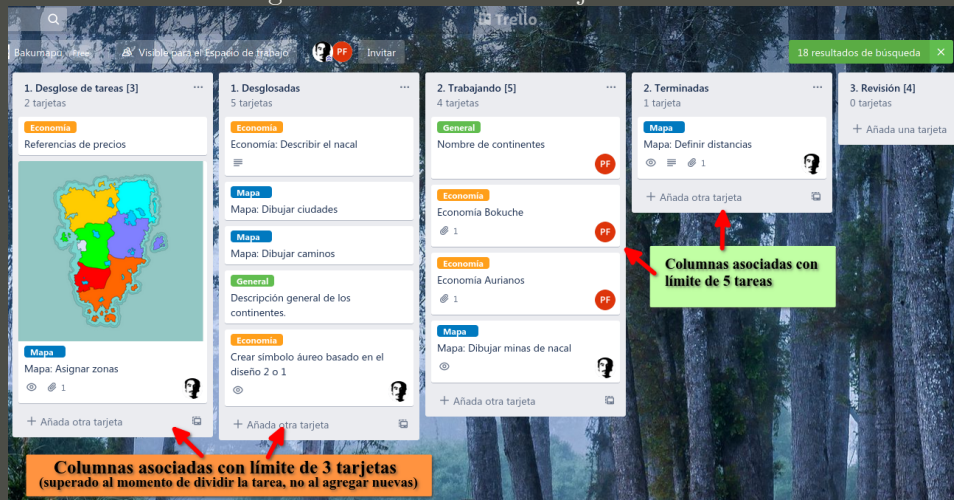 Trello
Bakumapu Free
Visible para el Espacio de trabajo
PF
Invitar
18 resultados de búsqueda
1. Desglose de tareas [3]
2 tarjetas
Economía
Referencias de precios
Mapa
Mapa: Asignar zonas
1
+ Añada otra tarjeta
1. Desglosadas
5 tarjetas
Economía
Economía: Describir el nacal
Mapa
Mapa: Dibujar ciudades
Mapa
Mapa: Dibujar caminos
General
Descripción general de los
continentes.
Economía
Crear símbolo áureo basado en el
diseño 2 o 1
+ Añada otra tarjeta
2. Trabajando [5]
4 tarjetas
General
Nombre de continentes
PF
Economía
Economía Bokuche
1
PF
Economía
Economía Aurianos
1
PF
Mapa
Mapa: Dibujar minas de nacal
+ Añada otra tarjeta
2. Terminadas
1 tarjeta
Mapa
Mapa: Definir distancias
1
+ Añada otra tarjeta
3. Revisión [4]
0 tarjetas
+ Añada una tarjeta
Columnas asociadas con
límite de 5 tareas
Columnas asociadas con límite de 3 tarjetas
(superado al momento de dividir la tarea, no al agregar nuevas)